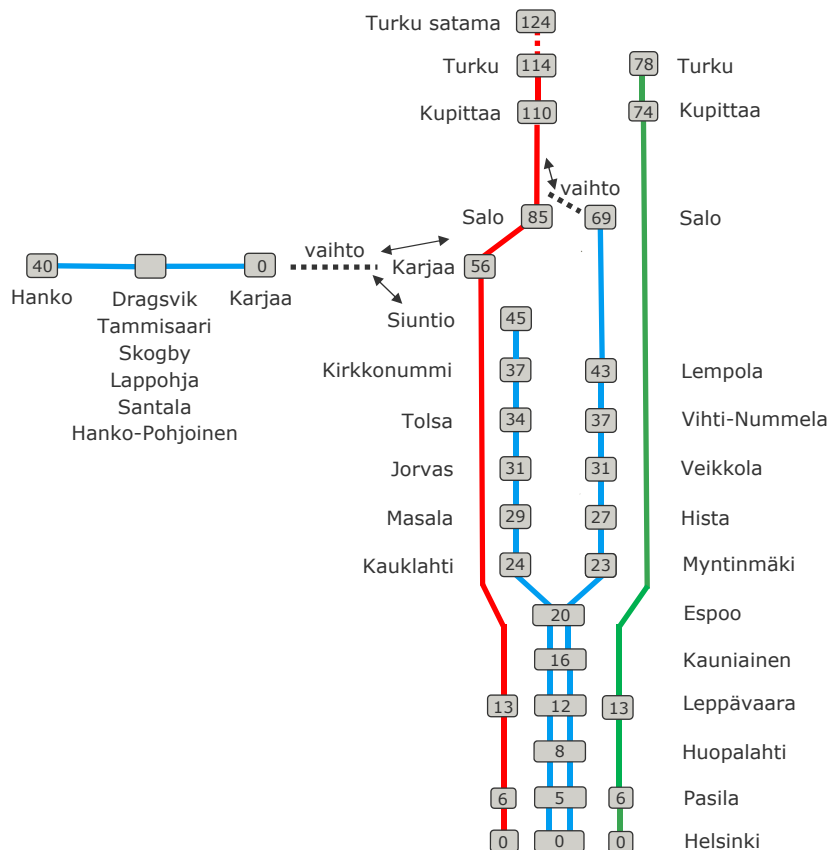 Turku satama 124
Turku 114 78 Turku
Kupittaa 110 74 Kupittaa
vaihto
Salo 85 69 Salo
vaihto
40 0 Karjaa 56
Hanko Dragsvik Karjaa
Tammisaari
Skogby
Lappohja
Santala
Hanko-Pohjoinen
Siuntio 45
Kirkkonummi 37 43 Lempola
Tolsa 34 37 Vihti-Nummela
Jorvas 31 31 Veikkola
Masala 29 27 Hista
Kauklahti 24 23 Myntinmäki
20 Espoo
16 Kauniainen
13 12 13 Leppävaara
8 Huopalahti
6 5 6 Pasila
0 0 0 Helsinki